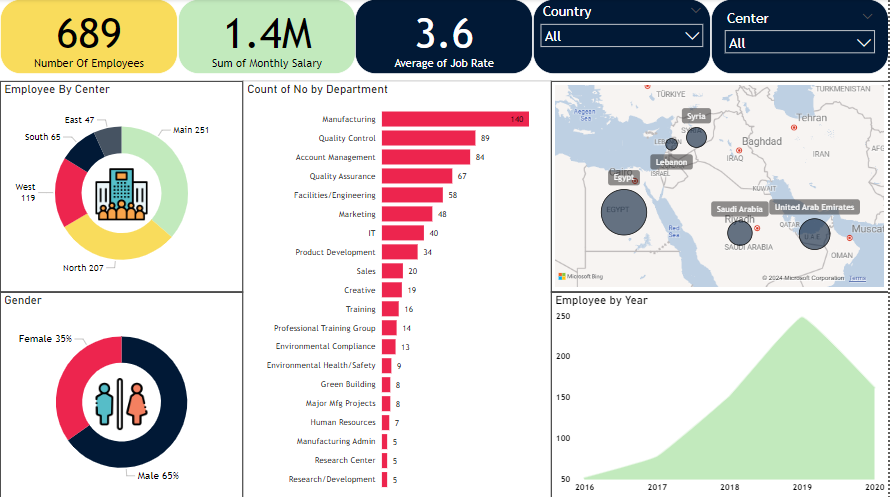 689
Number Of Employees
1.4M
Sum of Monthly Salary
3.6
Average of Job Rate
Country
All
Center
All
Employee By Center
East 47
South 65
Main 251
West
119
North 207
Gender
Female 35%
Male 65%
Count of No by Department
Manufacturing 140
Quality Control 89
Account Management 84
Quality Assurance 67
Facilities/Engineering 58
Marketing 48
IT 40
Product Development 34
Sales 20
Creative 19
Training 16
Professional Training Group 14
Environmental Compliance 13
Environmental Health/Safety 9
Green Building 8
Major Mfg Projects 8
Human Resources 7
Manufacturing Admin 5
Research Center 5
Research/Development 5
TÜRKIYE
TURKMENISTAN
Aegean
Sea
Syria
Tehran
Baghdad
Lebanon
IRAQ
IRAN
AFG
ISRAEL
Cairo
Egypt
KUWAIT
EGYPT
Saudi Arabia
United Arab Emirates
Riyadh
QATAR
U.A.E.
Muscat
Red
Sea
SAUDI ARABIA
OMAN
Microsoft Bing
© 2024 Microsoft Corporation Terms
Employee by Year
250
200
150
100
50
2016 2017 2018 2019 2020